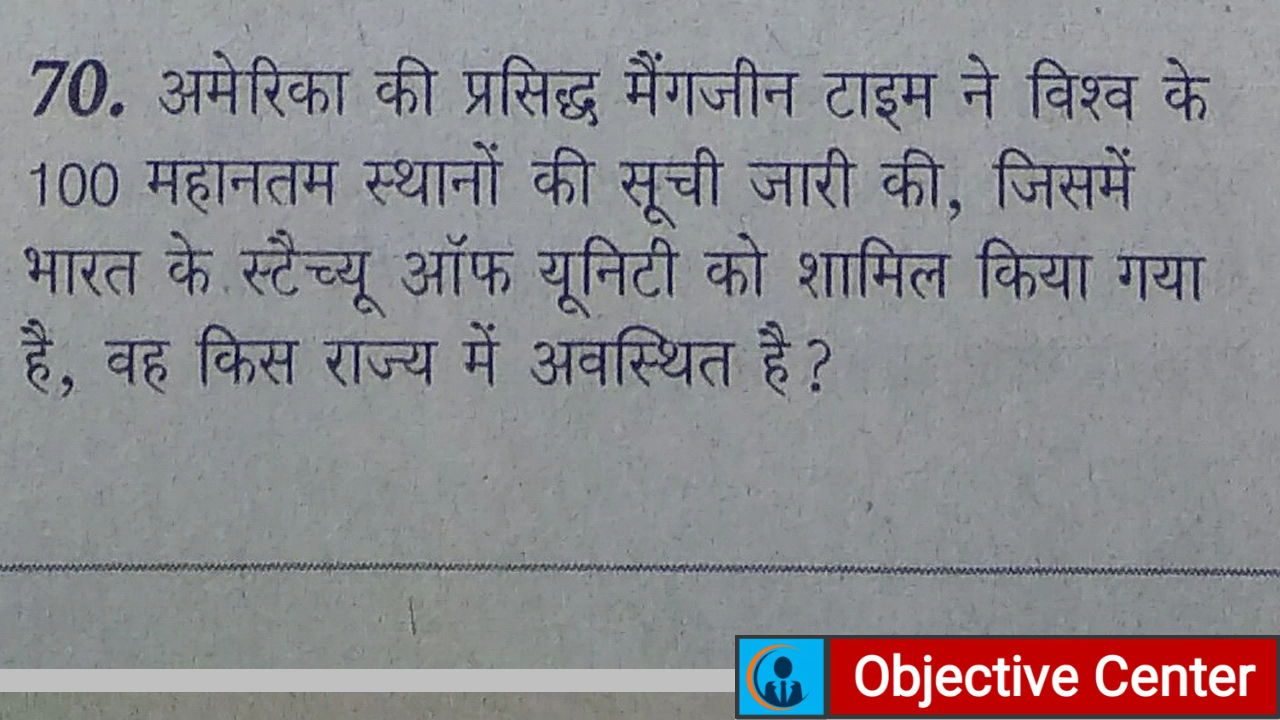 70. अमेरिका की प्रसिद्ध मैंगजीन टाइम ने विश्व के
100 महानतम स्थानों की सूची जारी की, जिसमें
भारत के स्टैच्यू ऑफ यूनिटी को शामिल किया गया
है, वह किस राज्य में अवस्थित है?
Objective Center